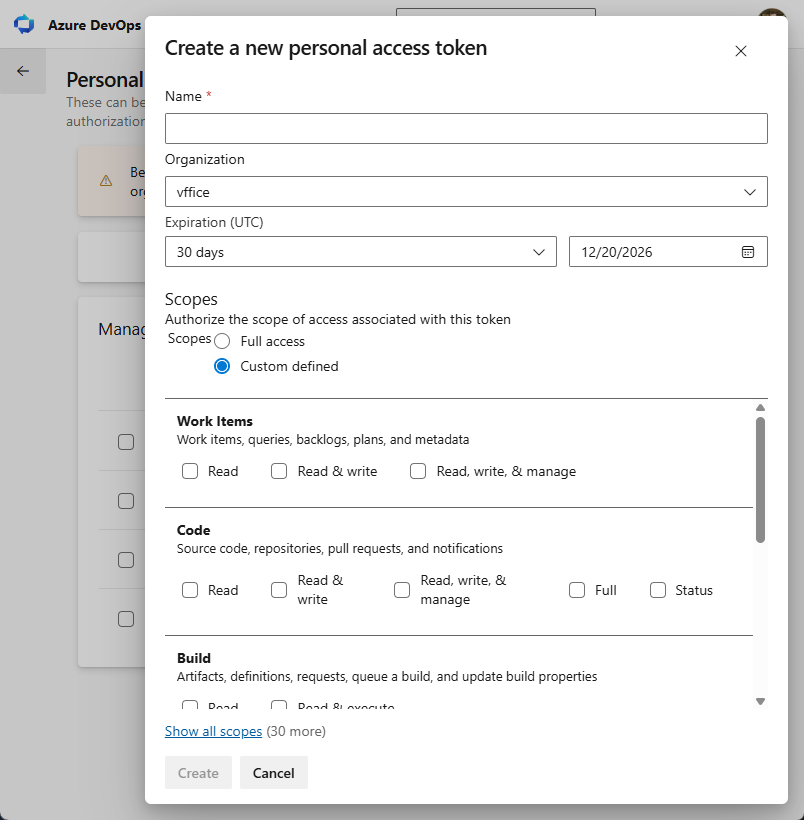 Azure DevOps
Create a new personal access token
Personal
These can be
authorization
Name *
Be
org
Organization
vffice
Expiration (UTC)
30 days
12/20/2026
Scopes
Authorize the scope of access associated with this token
Scopes
Full access
Custom defined
Manag
Work Items
Work items, queries, backlogs, plans, and metadata
Read
Read & write
Read, write, & manage
Code
Source code, repositories, pull requests, and notifications
Read
Read &
write
Read, write, &
manage
Full
Status
Build
Artifacts, definitions, requests, queue a build, and update build properties
Read
Read & execute
Show all scopes (30 more)
Create
Cancel